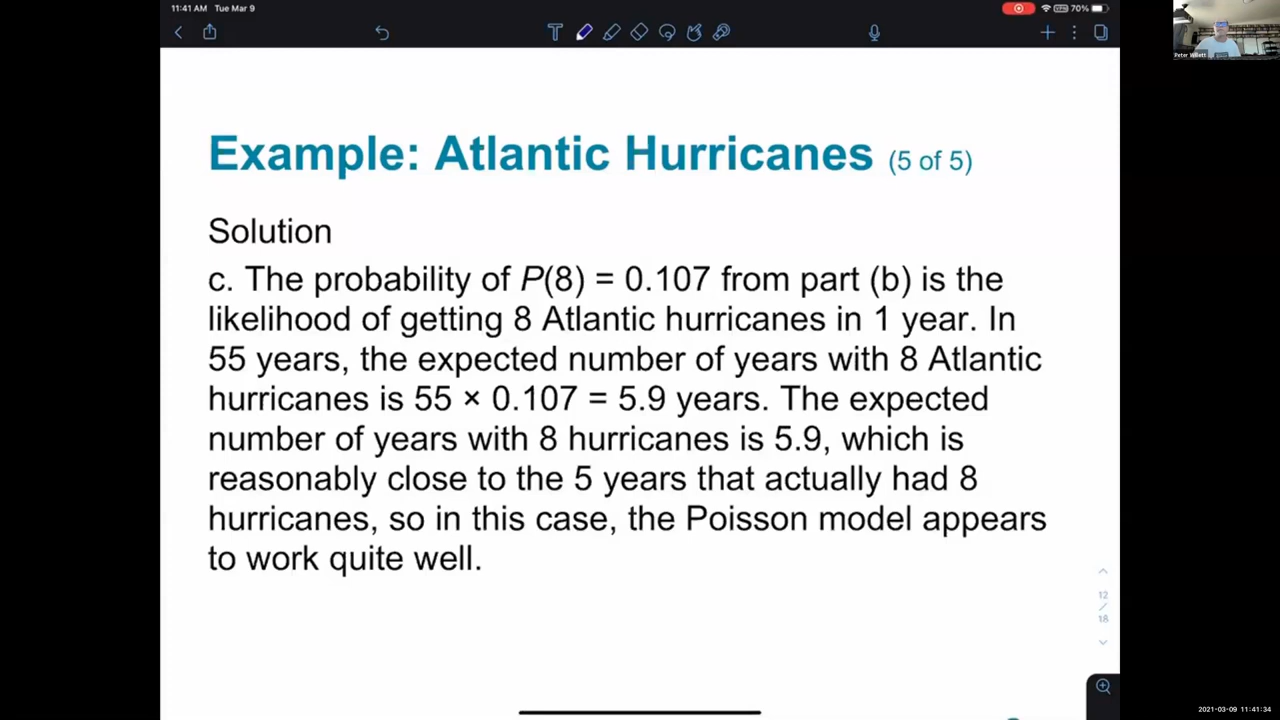 11:41 AM Tue Mar 9
VPN 70%
Example: Atlantic Hurricanes (5 of 5)
Solution
c. The probability of P(8) = 0.107 from part (b) is the
likelihood of getting 8 Atlantic hurricanes in 1 year. In
55 years, the expected number of years with 8 Atlantic
hurricanes is 55 × 0.107 = 5.9 years. The expected
number of years with 8 hurricanes is 5.9, which is
reasonably close to the 5 years that actually had 8
hurricanes, so in this case, the Poisson model appears
to work quite well.
12
/
18
Peter Willett
2021-03-09 11:41:34